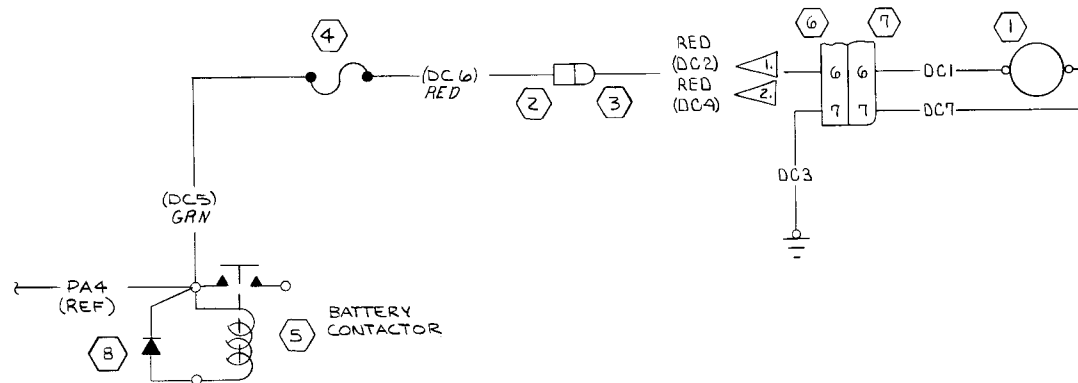 4
(DC6)
RED
2
3
RED
(DC2)
1.
RED
(DC4)
2.
6
7
6
6
7
7
DC1
DC7
1
DC3
(DC5)
GRN
PA4
(REF)
8
5
BATTERY
CONTACTOR